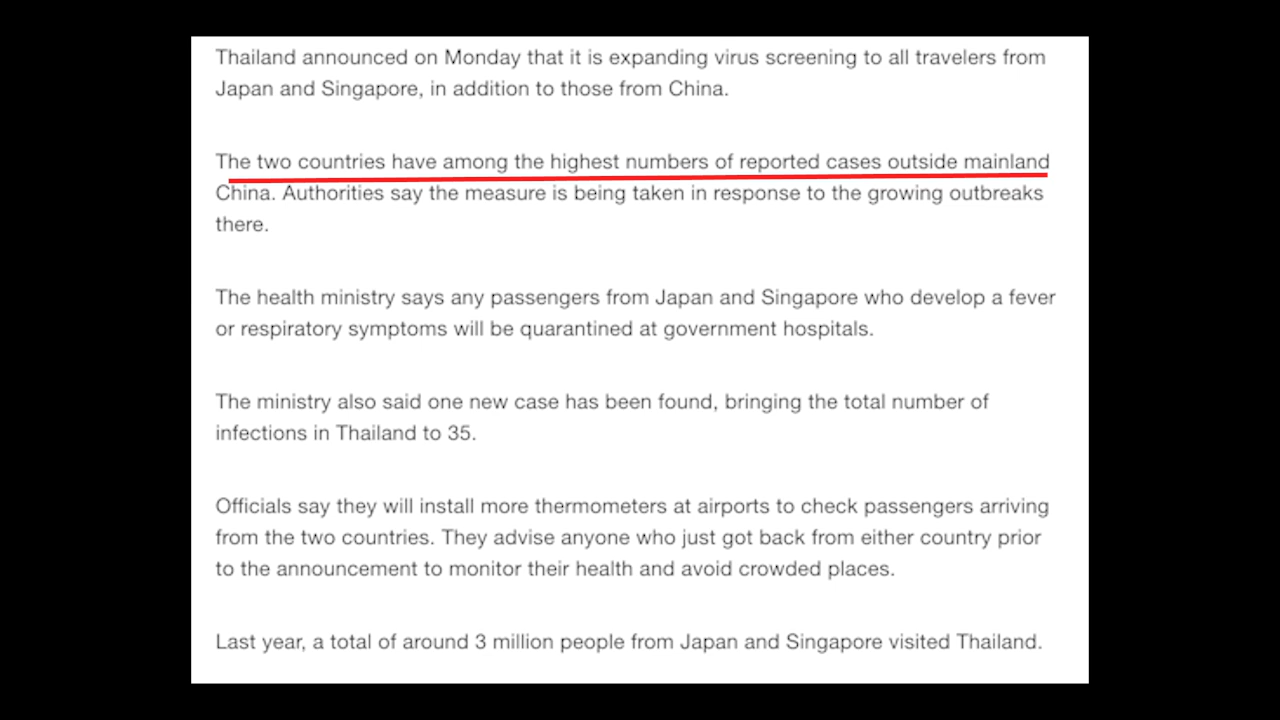 Thailand announced on Monday that it is expanding virus screening to all travelers from
Japan and Singapore, in addition to those from China.
The two countries have among the highest numbers of reported cases outside mainland
China. Authorities say the measure is being taken in response to the growing outbreaks
there.
The health ministry says any passengers from Japan and Singapore who develop a fever
or respiratory symptoms will be quarantined at government hospitals.
The ministry also said one new case has been found, bringing the total number of
infections in Thailand to 35.
Officials say they will install more thermometers at airports to check passengers arriving
from the two countries. They advise anyone who just got back from either country prior
to the announcement to monitor their health and avoid crowded places.
Last year, a total of around 3 million people from Japan and Singapore visited Thailand.